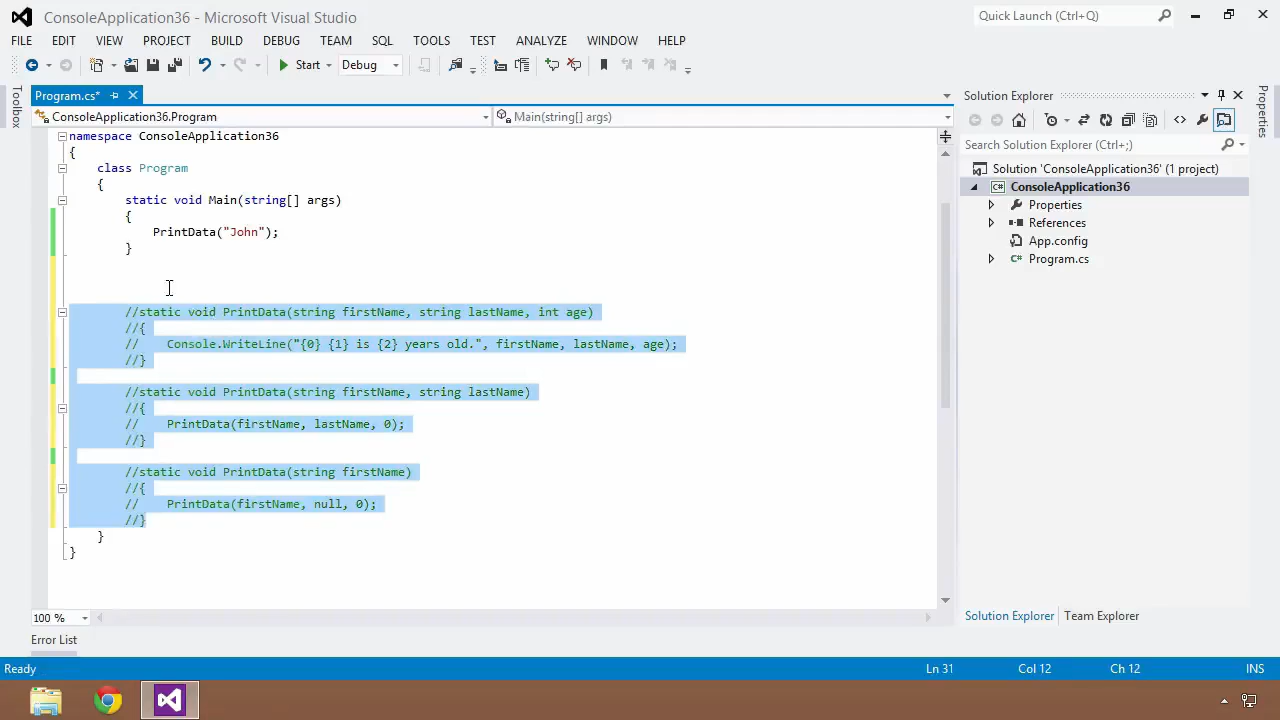 ConsoleApplication36 - Microsoft Visual Studio
Quick Launch (Ctrl+Q)
FILE EDIT VIEW PROJECT BUILD DEBUG TEAM SQL TOOLS TEST ANALYZE WINDOW HELP
Start Debug
Toolbox
Program.cs*
ConsoleApplication36.Program
Main(string[] args)
namespace ConsoleApplication36
{
class Program
{
static void Main(string[] args)
{
PrintData("John");
}
//static void PrintData(string firstName, string lastName, int age)
//{
// Console.WriteLine("{0} {1} is {2} years old.", firstName, lastName, age);
//}
//static void PrintData(string firstName, string lastName)
//{
// PrintData(firstName, lastName, 0);
//}
//static void PrintData(string firstName)
//{
// PrintData(firstName, null, 0);
//}
}
}
100 %
Error List
Solution Explorer
Search Solution Explorer (Ctrl+;)
Solution 'ConsoleApplication36' (1 project)
C# ConsoleApplication36
Properties
References
App.config
C# Program.cs
Solution Explorer Team Explorer
Properties
Ready Ln 31 Col 12 Ch 12 INS